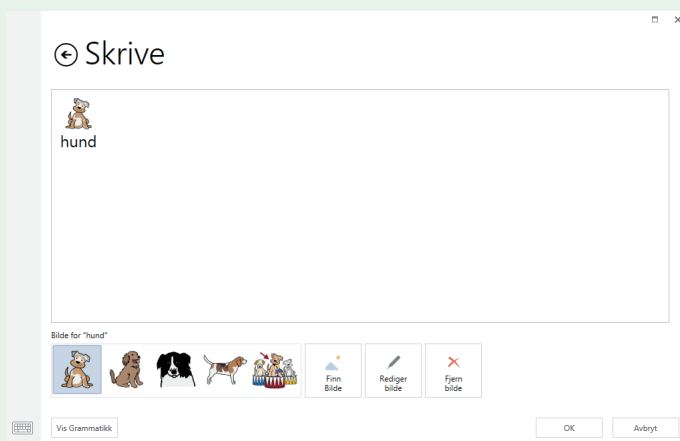 Skrive
hund
Bilde for "hund"
Finn
Bilde
Rediger
bilde
Fjern
bilde
Vis Grammatikk
OK
Avbryt